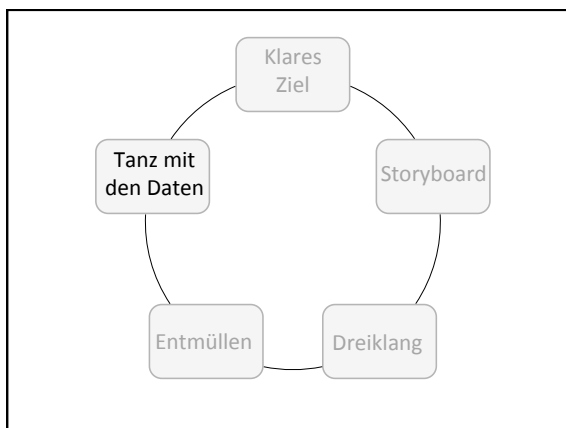 Klares
Ziel
Tanz mit
den Daten
Storyboard
Entmüllen
Dreiklang